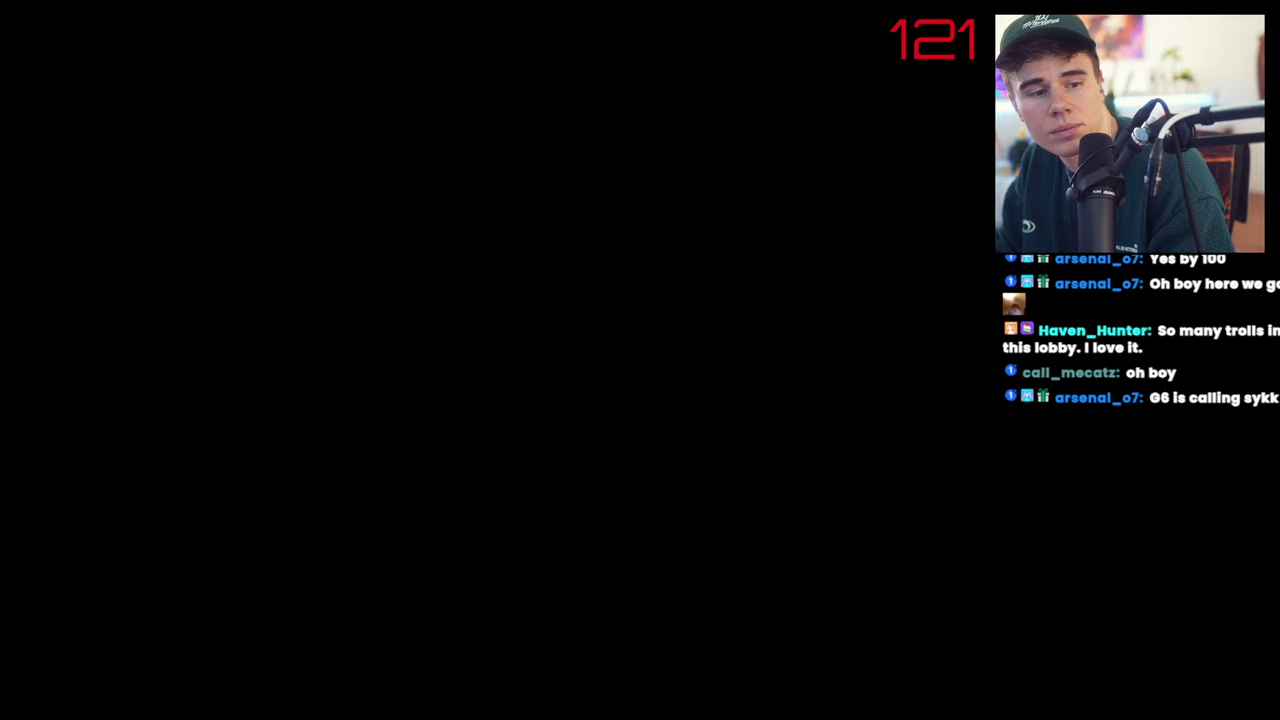 121
arsenal_o7: Yes by 100
arsenal_o7: Oh boy here we go
Haven_Hunter: So many trolls in
this lobby. I love it.
call_mecatz: oh boy
arsenal_o7: G6 is calling sykk